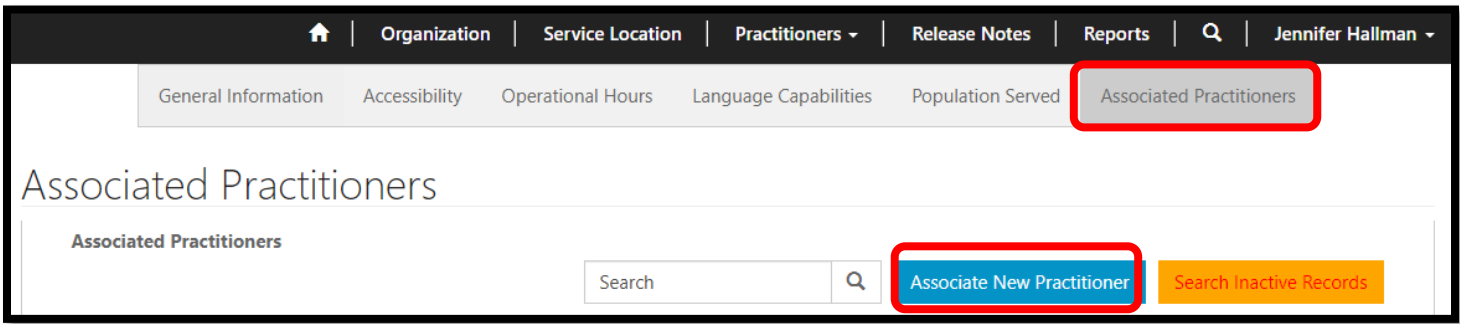 Organization | Service Location | Practitioners | Release Notes | Reports | Jennifer Hallman
General Information Accessibility Operational Hours Language Capabilities Population Served Associated Practitioners
Associated Practitioners
Associated Practitioners
Search Associate New Practitioner Search Inactive Records